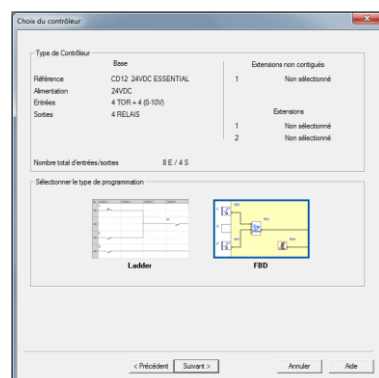 Choix du contrôleur
Type de Contrôleur
Base
Référence CD12 24VDC ESSENTIAL
Alimentation 24VDC
Entrées 4 TOR + 4 (0-10V)
Sorties 4 RELAIS
Nombre total d'entrées/sorties 8 E / 4 S
Extensions non contiguës
1 Non sélectionné
Extensions
1 Non sélectionné
2 Non sélectionné
Sélectionner le type de programmation
Ladder
FBD
< Précédent
Suivant >
Annuler
Aide